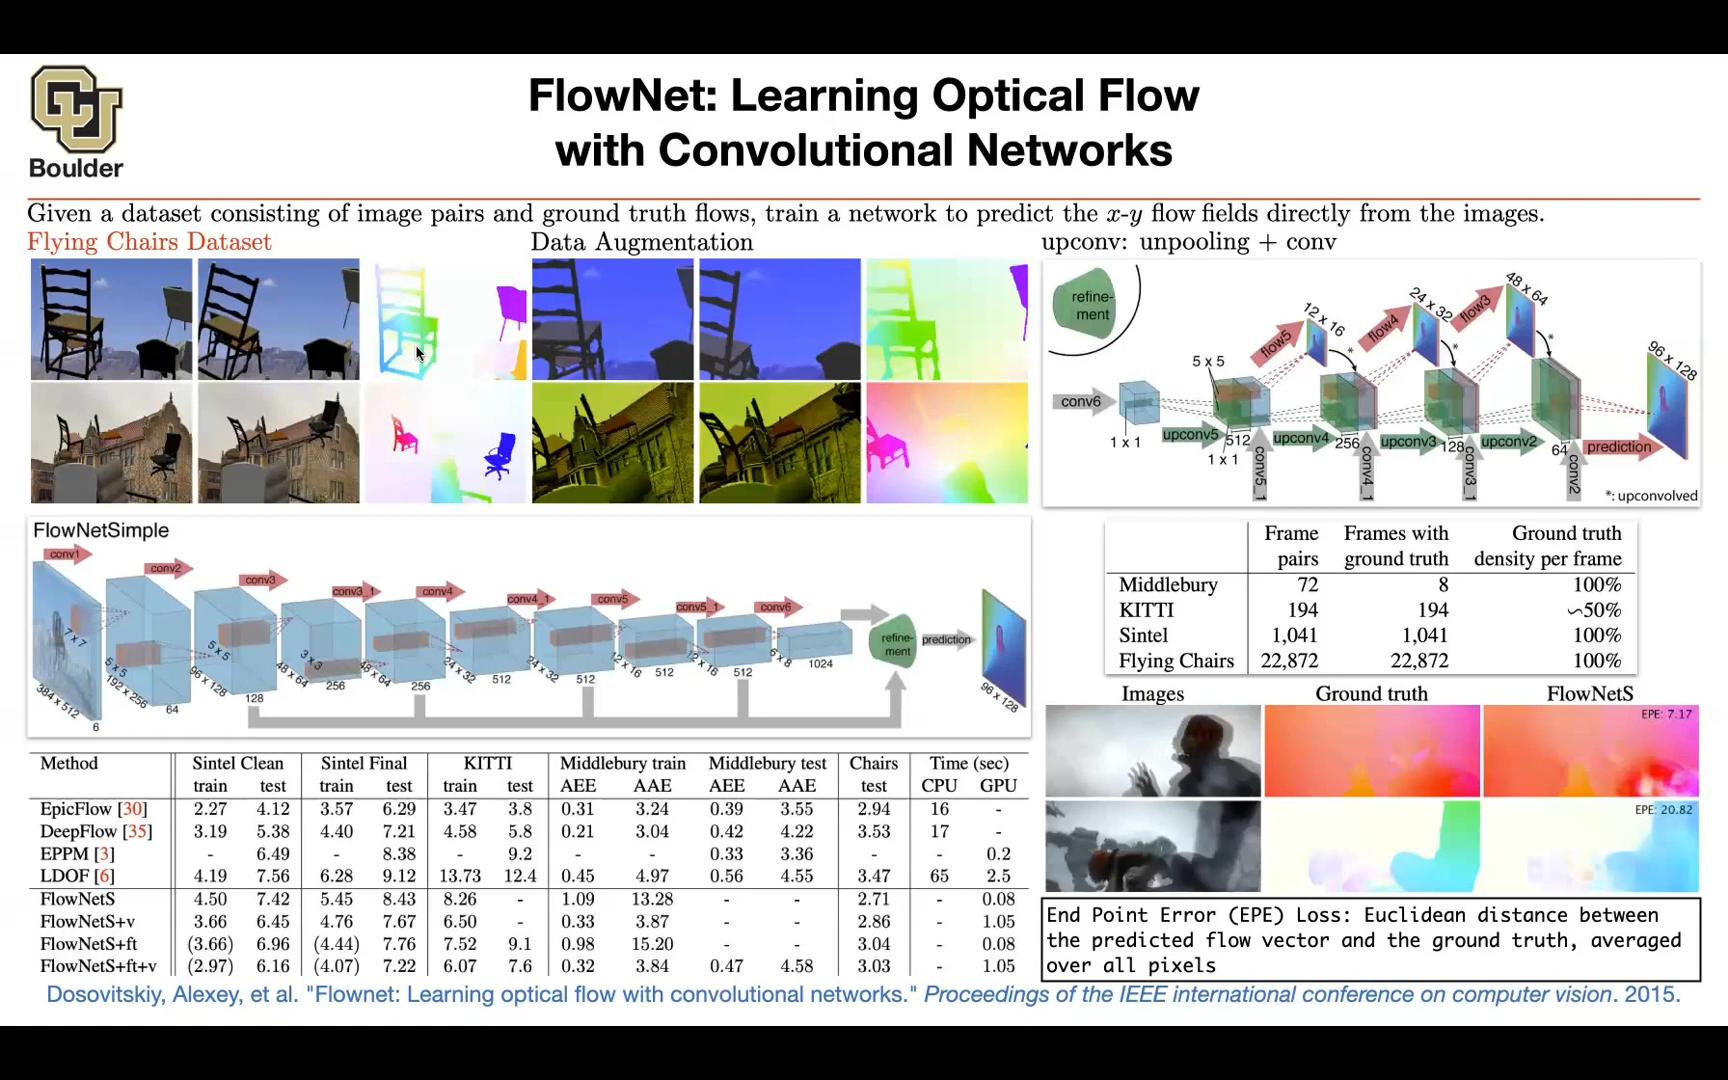 FlowNet: Learning Optical Flow
with Convolutional Networks
Boulder
Given a dataset consisting of image pairs and ground truth flows, train a network to predict the x-y flow fields directly from the images.
Flying Chairs Dataset
Data Augmentation
upconv: unpooling + conv
refine-
ment
conv6
1 x 1
upconv5
5 x 5
512
1 x 1
conv5_1
flow5
12 x 16
*
upconv4
256
conv4_1
flow4
24 x 32
*
upconv3
128
conv3_1
flow3
48 x 64
*
upconv2
64
conv2
prediction
96 x 128
*: upconvolved
FlowNetSimple
conv1
conv2
conv3
conv3_1
conv4
conv4_1
conv5
conv5_1
conv6
7 x 7
384 x 512
6
5 x 5
192 x 256
64
5 x 5
96 x 128
128
3 x 3
48 x 64
256
48 x 64
256
24 x 32
512
24 x 32
512
12 x 16
512
12 x 16
512
6 x 8
1024
refine-
ment
prediction
96 x 128
Frame Frames with Ground truth
pairs ground truth density per frame
Middlebury 72 8 100%
KITTI 194 194 ~50%
Sintel 1,041 1,041 100%
Flying Chairs 22,872 22,872 100%
Images Ground truth FlowNetS
EPE: 7.17
EPE: 20.82
Method Sintel Clean Sintel Final KITTI Middlebury train Middlebury test Chairs Time (sec)
train test train test train test AEE AAE AEE AAE test CPU GPU
EpicFlow [30] 2.27 4.12 3.57 6.29 3.47 3.8 0.31 3.24 0.39 3.55 2.94 16 -
DeepFlow [35] 3.19 5.38 4.40 7.21 4.58 5.8 0.21 3.04 0.42 4.22 3.53 17 -
EPPM [3] - 6.49 - 8.38 - 9.2 - - 0.33 3.36 - - 0.2
LDOF [6] 4.19 7.56 6.28 9.12 13.73 12.4 0.45 4.97 0.56 4.55 3.47 65 2.5
FlowNetS 4.50 7.42 5.45 8.43 8.26 - 1.09 13.28 - - 2.71 - 0.08
FlowNetS+v 3.66 6.45 4.76 7.67 6.50 - 0.33 3.87 - - 2.86 - 1.05
FlowNetS+ft (3.66) 6.96 (4.44) 7.76 7.52 9.1 0.98 15.20 - - 3.04 - 0.08
FlowNetS+ft+v (2.97) 6.16 (4.07) 7.22 6.07 7.6 0.32 3.84 0.47 4.58 3.03 - 1.05
End Point Error (EPE) Loss: Euclidean distance between
the predicted flow vector and the ground truth, averaged
over all pixels
Dosovitskiy, Alexey, et al. "Flownet: Learning optical flow with convolutional networks." Proceedings of the IEEE international conference on computer vision. 2015.